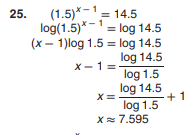 25. (1.5)ˣ⁻¹ = 14.5
log(1.5)ˣ⁻¹ = log 14.5
(x − 1)log 1.5 = log 14.5
x − 1 = log 14.5 / log 1.5
x = log 14.5 / log 1.5 + 1
x ≈ 7.595